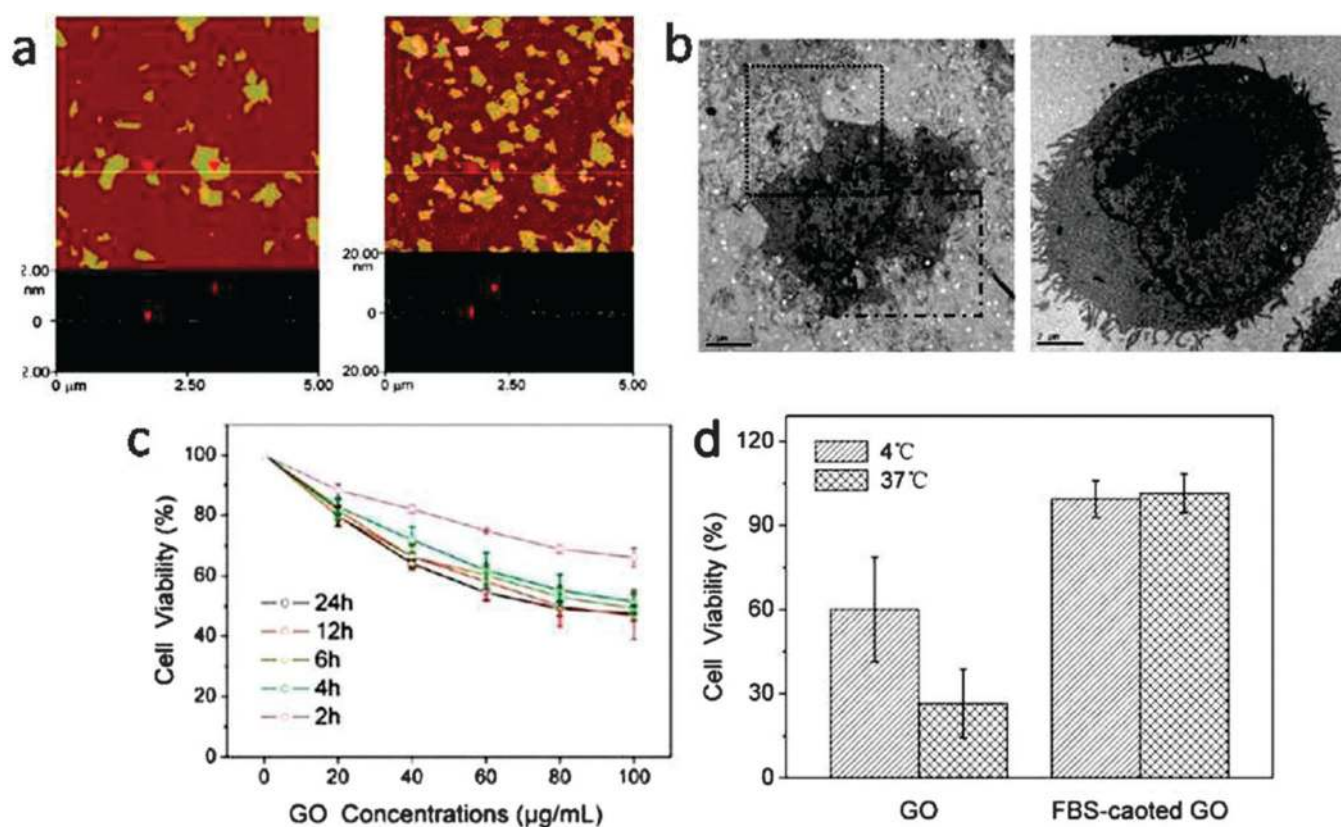 a
2.00
nm
0
2.00
0 µm 2.50 5.00
20.00
nm
0
20.00
0 µm 2.50 5.00
b
2 µm
c
100
80
60
40
20
0
Cell Viability (%)
24h
12h
6h
4h
2h
0 20 40 60 80 100
GO Concentrations (µg/mL)
d
120
90
60
30
0
Cell Viability (%)
4℃
37℃
GO FBS-caoted GO